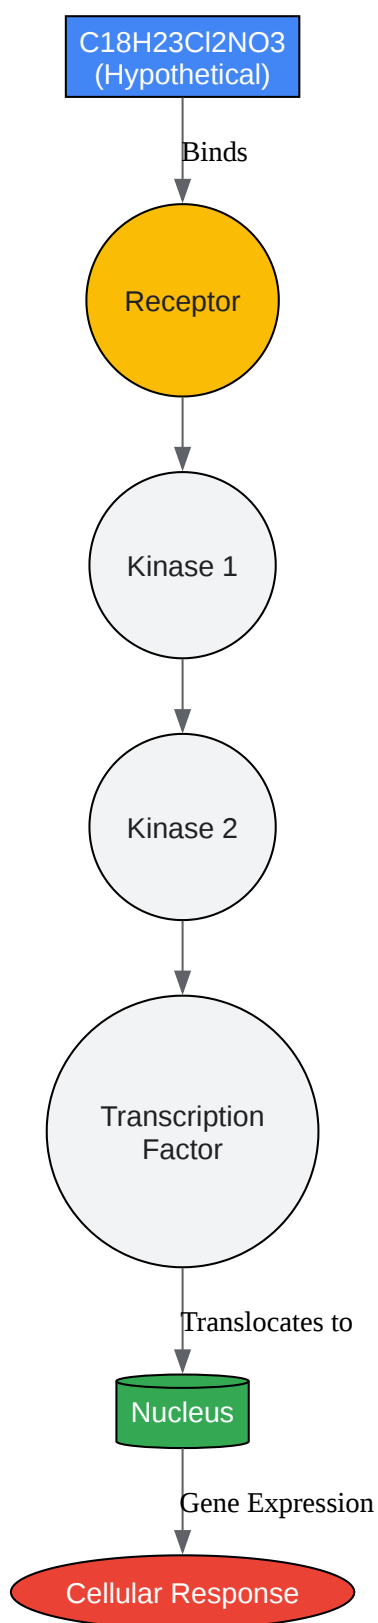 C18H23Cl2NO3
(Hypothetical)
Binds
Receptor
Kinase 1
Kinase 2
Transcription
Factor
Translocates to
Nucleus
Gene Expression
Cellular Response